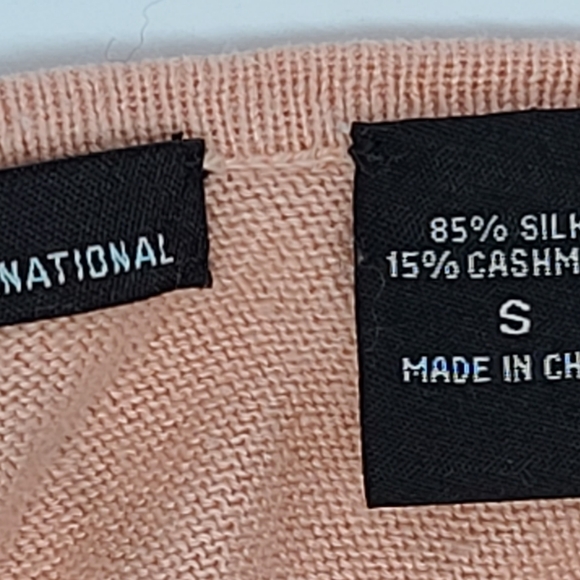 NATIONAL
85% SILK
15% CASHM
S
MADE IN CH